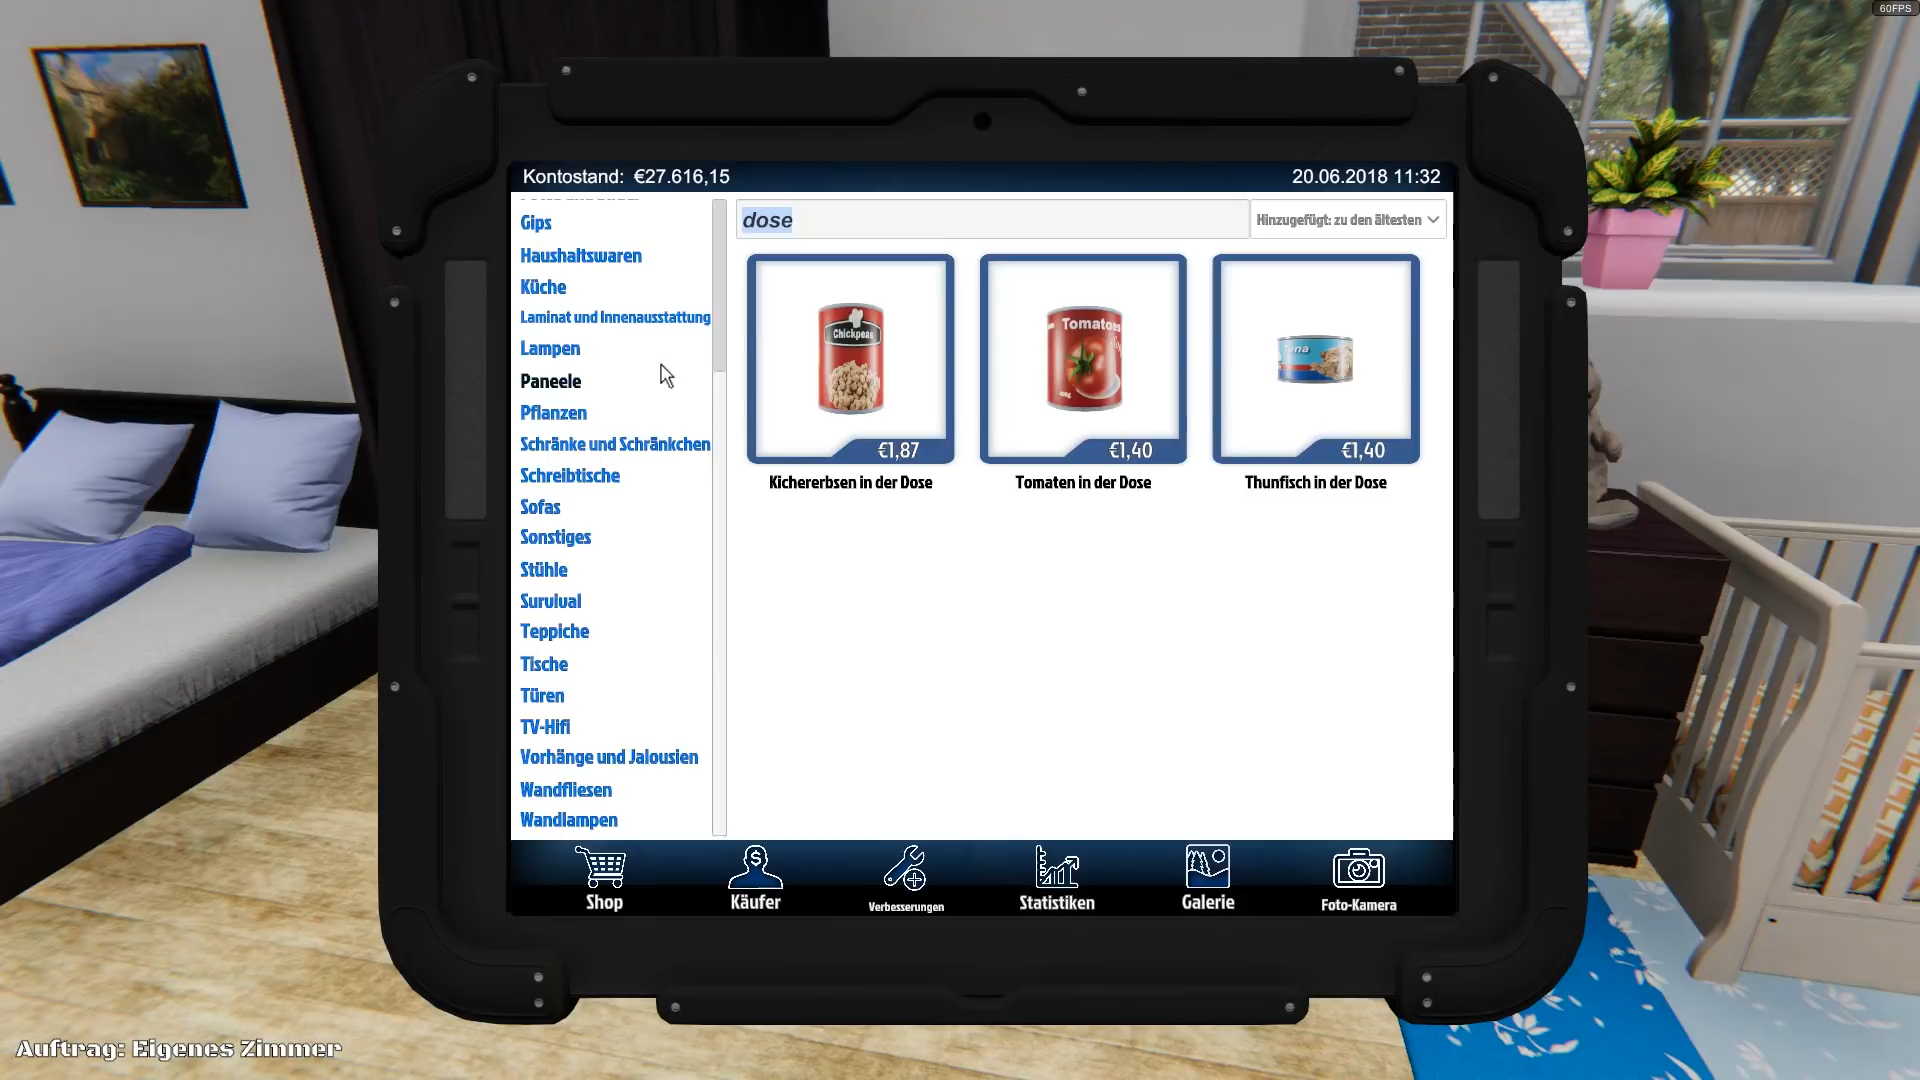 60FPS
Kontostand: €27.616,15
20.06.2018 11:32
Gips
Haushaltswaren
Küche
Laminat und Innenausstattung
Lampen
Paneele
Pflanzen
Schränke und Schränkchen
Schreibtische
Sofas
Sonstiges
Stühle
Survival
Teppiche
Tische
Türen
TV-Hifi
Vorhänge und Jalousien
Wandfliesen
Wandlampen
dose
Hinzugefügt: zu den ältesten
Chickpeas
€1,87
Kichererbsen in der Dose
Tomatoes
€1,40
Tomaten in der Dose
Tuna
€1,40
Thunfisch in der Dose
Shop
Käufer
Verbesserungen
Statistiken
Galerie
Foto-Kamera
Auftrag: Eigenes Zimmer